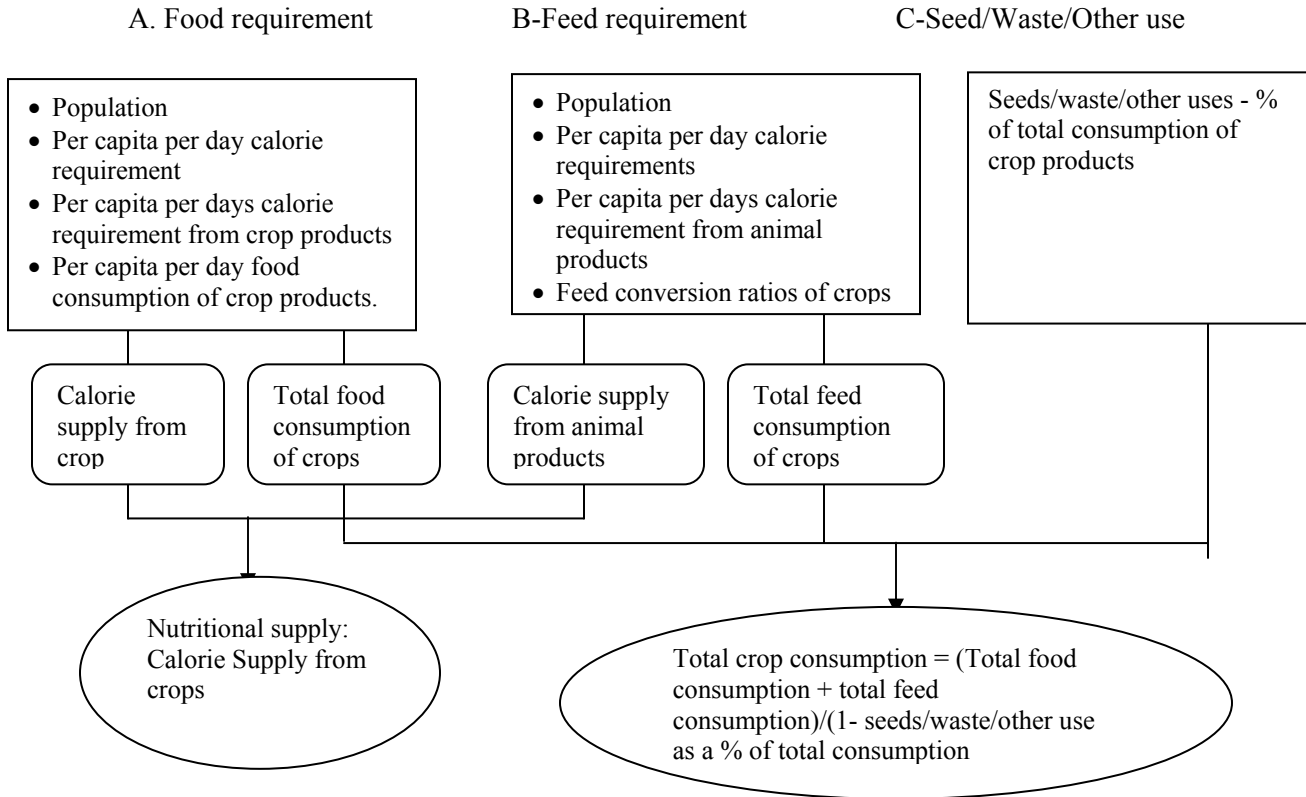 A. Food requirement
B-Feed requirement
C-Seed/Waste/Other use
• Population
• Per capita per day calorie
requirement
• Per capita per days calorie
requirement from crop products
• Per capita per day food
consumption of crop products.
• Population
• Per capita per day calorie
requirements
• Per capita per days calorie
requirement from animal
products
• Feed conversion ratios of crops
Seeds/waste/other uses - %
of total consumption of
crop products
Calorie
supply from
crop
Total food
consumption
of crops
Calorie supply
from animal
products
Total feed
consumption
of crops
Nutritional supply:
Calorie Supply from
crops
Total crop consumption = (Total food
consumption + total feed
consumption)/(1- seeds/waste/other use
as a % of total consumption